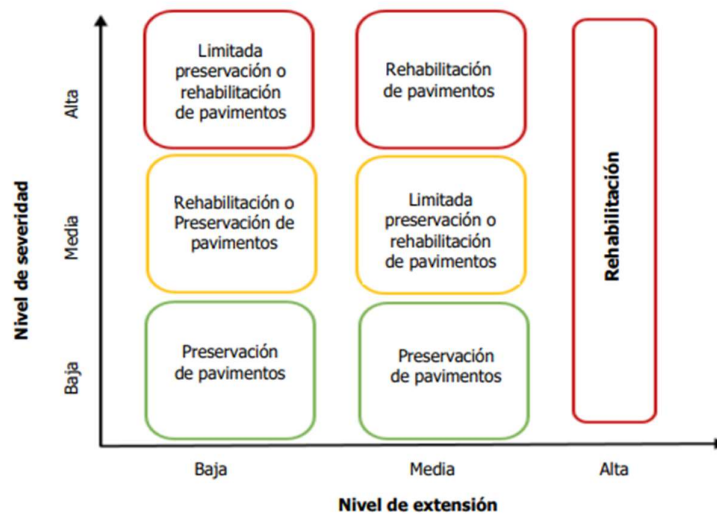 Limitada
preservación o
rehabilitación
de pavimentos
Rehabilitación
de pavimentos
Rehabilitación
Alta
Rehabilitación o
Preservación de
pavimentos
Limitada
preservación o
rehabilitación
de pavimentos
Media
Nivel de severidad
Preservación
de pavimentos
Preservación
de pavimentos
Baja
Baja
Media
Alta
Nivel de extensión